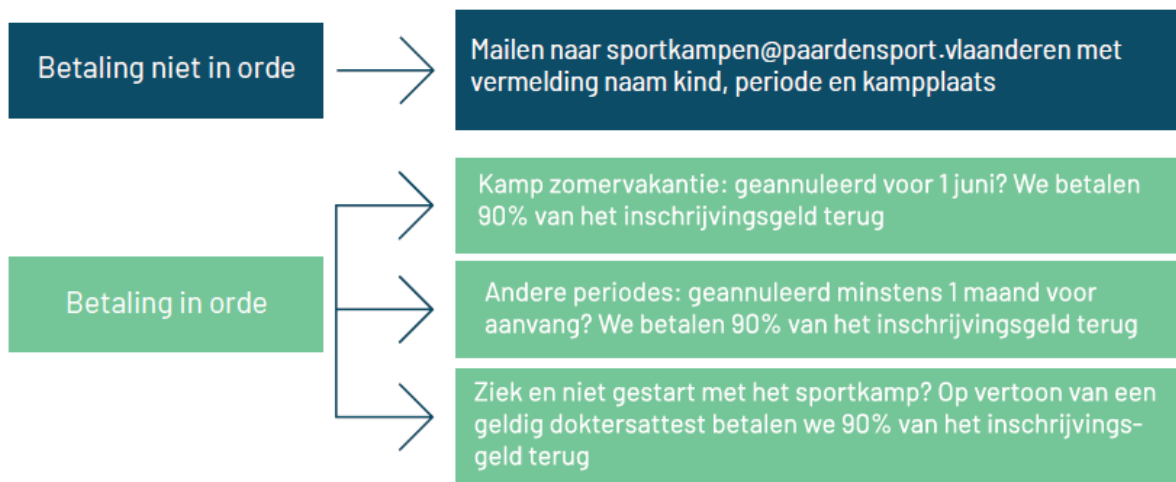 Betaling niet in orde
Mailen naar sportkampen@paardensport.vlaanderen met
vermelding naam kind, periode en kampplaats
Betaling in orde
Kamp zomervakantie: geannuleerd voor 1 juni? We betalen
90% van het inschrijvingsgeld terug
Andere periodes: geannuleerd minstens 1 maand voor
aanvang? We betalen 90% van het inschrijvingsgeld terug
Ziek en niet gestart met het sportkamp? Op vertoon van een
geldig doktersattest betalen we 90% van het inschrijvings-
geld terug